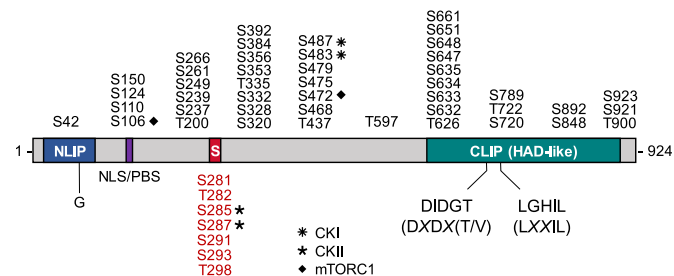 S42
S150
S124
S110
S106 ◆
S266
S261
S249
S239
S237
T200
S392
S384
S356
S353
T335
S332
S328
S320
S487 ✳
S483 ✳
S479
S475
S472 ◆
S468
T437
T597
S661
S651
S648
S647
S635
S634
S633
S632
T626
S789
T722
S720
S892
S848
S923
S921
T900
1 NLIP S CLIP (HAD-like) 924
G
NLS/PBS
S281
T282
S285 ★
S287 ★
S291
S293
T298
DIDGT
(DXDX(T/V)
LGHIL
(LXXIL)
✳ CKI
★ CKII
◆ mTORC1